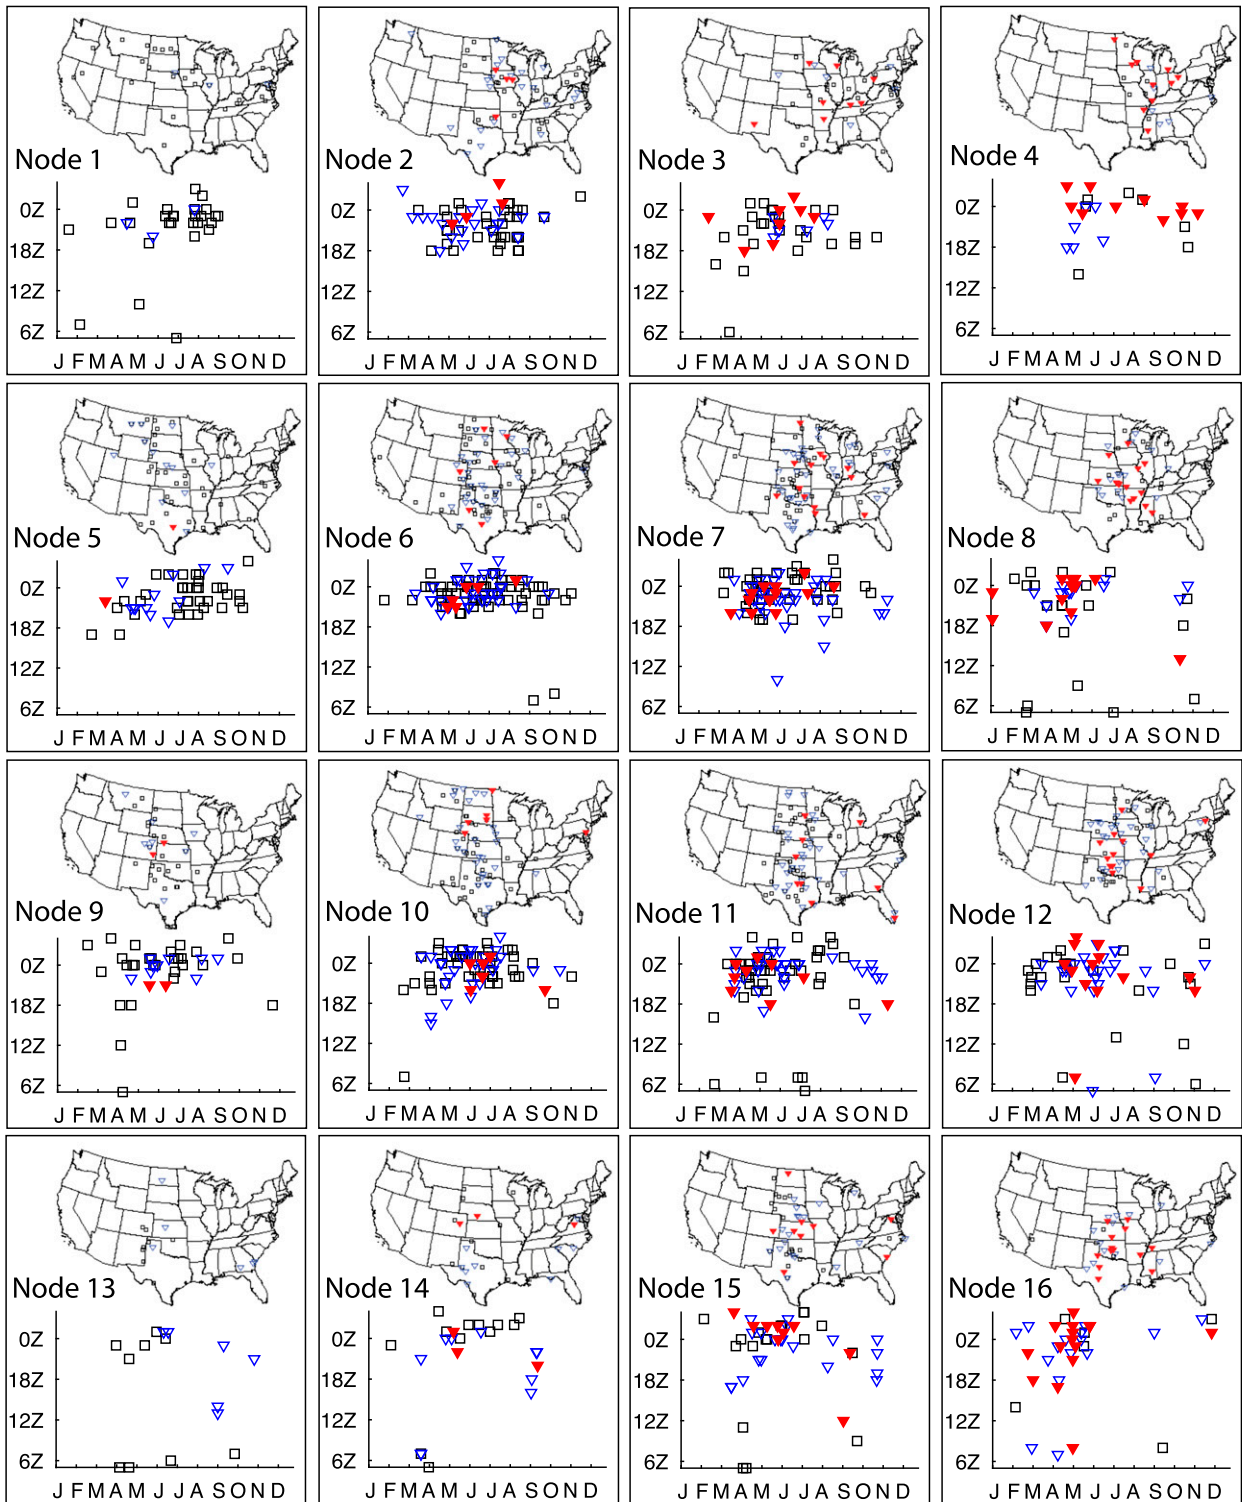 Node 1
0Z
18Z
12Z
6Z
J F M A M J J A S O N D
Node 2
0Z
18Z
12Z
6Z
J F M A M J J A S O N D
Node 3
0Z
18Z
12Z
6Z
J F M A M J J A S O N D
Node 4
0Z
18Z
12Z
6Z
J F M A M J J A S O N D
Node 5
0Z
18Z
12Z
6Z
J F M A M J J A S O N D
Node 6
0Z
18Z
12Z
6Z
J F M A M J J A S O N D
Node 7
0Z
18Z
12Z
6Z
J F M A M J J A S O N D
Node 8
0Z
18Z
12Z
6Z
J F M A M J J A S O N D
Node 9
0Z
18Z
12Z
6Z
J F M A M J J A S O N D
Node 10
0Z
18Z
12Z
6Z
J F M A M J J A S O N D
Node 11
0Z
18Z
12Z
6Z
J F M A M J J A S O N D
Node 12
0Z
18Z
12Z
6Z
J F M A M J J A S O N D
Node 13
0Z
18Z
12Z
6Z
J F M A M J J A S O N D
Node 14
0Z
18Z
12Z
6Z
J F M A M J J A S O N D
Node 15
0Z
18Z
12Z
6Z
J F M A M J J A S O N D
Node 16
0Z
18Z
12Z
6Z
J F M A M J J A S O N D